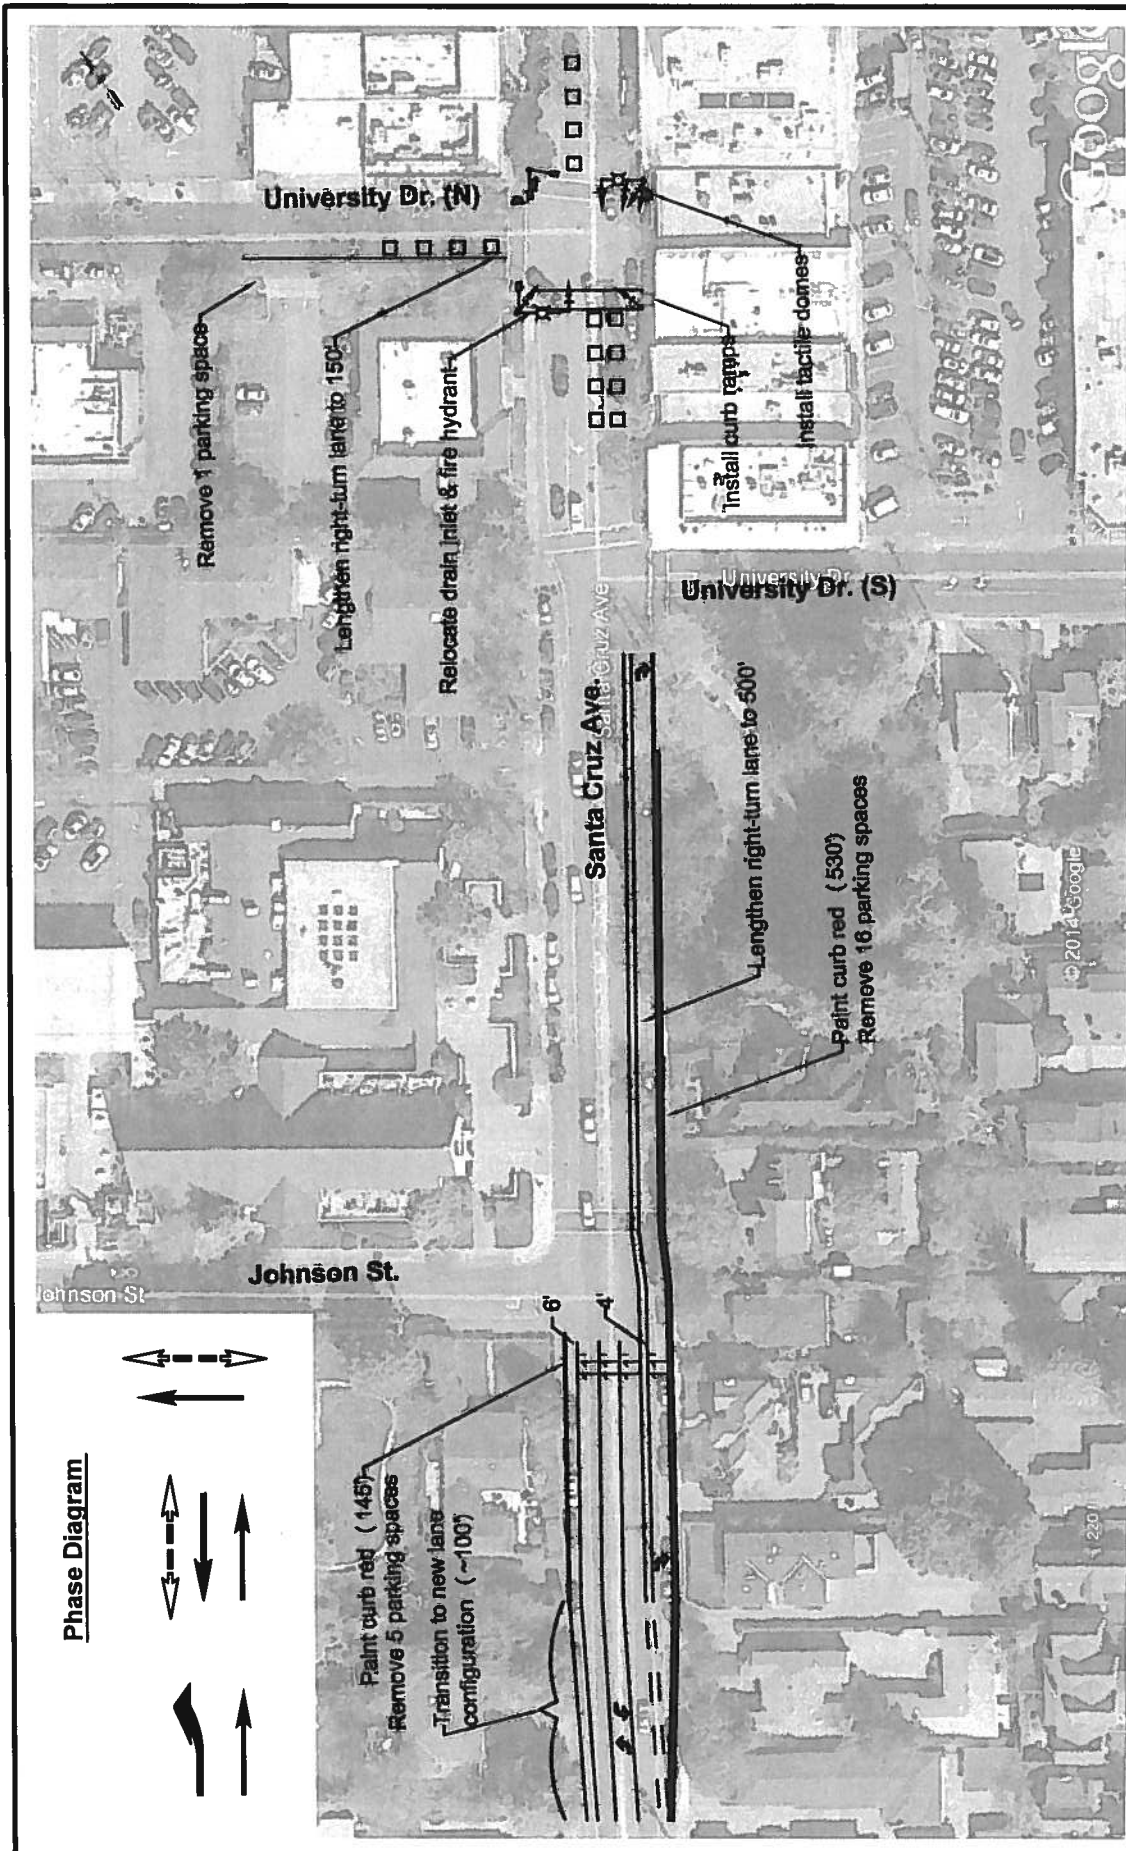 Phase Diagram
University Dr. (N)
Remove 1 parking space
Lengthen right-turn lane to 150'
Relocate drain inlet & fire hydrant
Install curb ramps
Install tactile domes
University Dr.
University Dr. (S)
Santa Cruz Ave.
Santa Cruz Ave
Lengthen right-turn lane to 500'
Paint curb red (530')
Remove 16 parking spaces
Johnson St.
Johnson St
6'
4'
Paint curb red (145')
Remove 5 parking spaces
Transition to new lane
configuration (~100')
Google
© 2014 Google
220